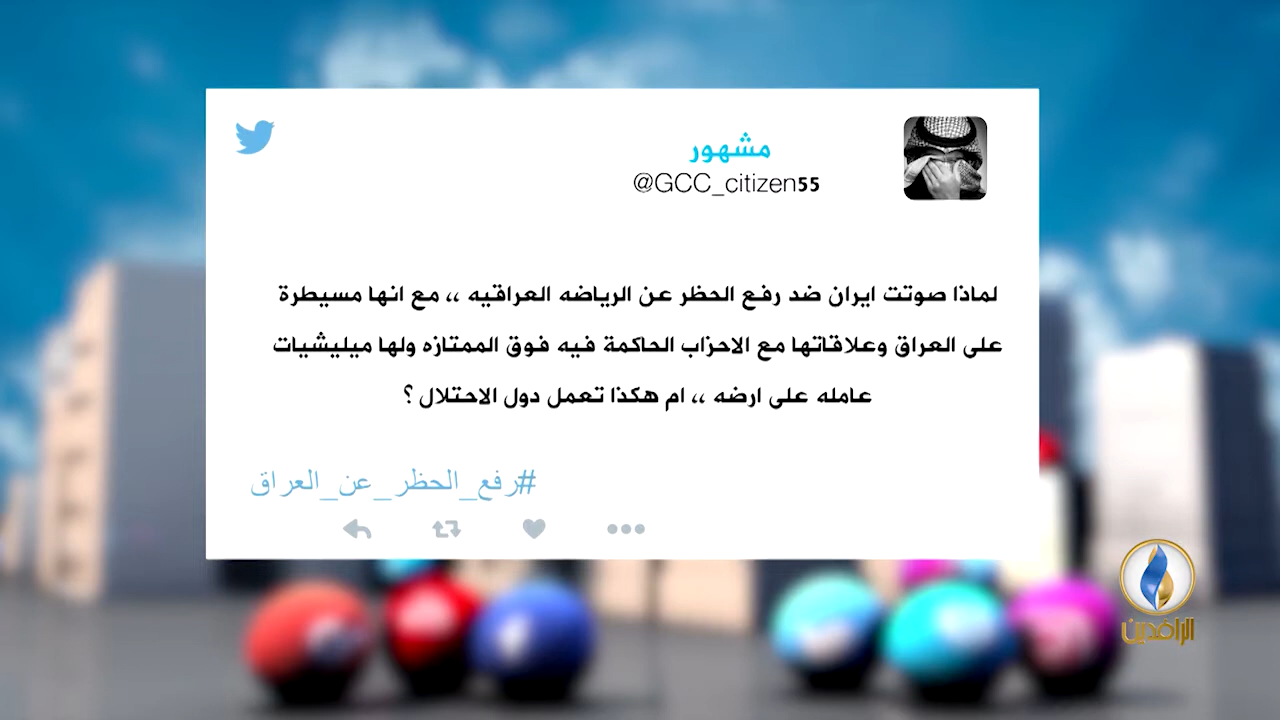 مشهور
@GCC_citizen55
لماذا صوتت ايران ضد رفع الحظر عن الرياضه العراقيه ،، مع انها مسيطرة
على العراق وعلاقاتها مع الاحزاب الحاكمة فيه فوق الممتازه ولها ميليشيات
عامله على ارضه ،، ام هكذا تعمل دول الاحتلال ؟
#رفع_الحظر_عن_العراق
الرافدين